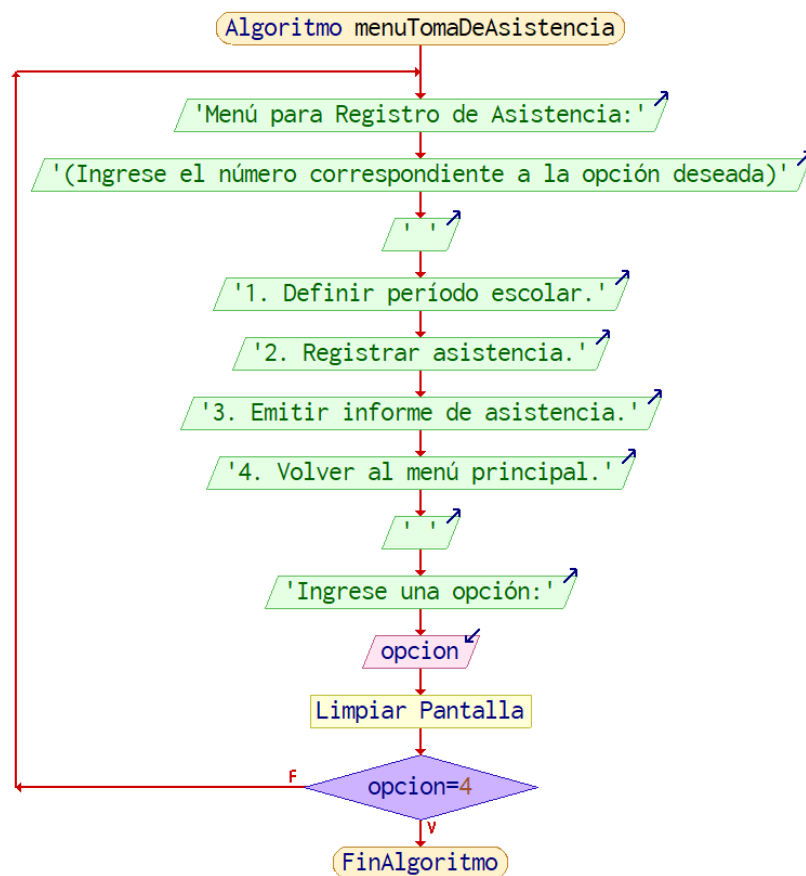 Algoritmo menuTomaDeAsistencia
'Menú para Registro de Asistencia:'
'(Ingrese el número correspondiente a la opción deseada)'
' '
'1. Definir período escolar.'
'2. Registrar asistencia.'
'3. Emitir informe de asistencia.'
'4. Volver al menú principal.'
' '
'Ingrese una opción:'
opcion
Limpiar Pantalla
F
opcion=4
V
FinAlgoritmo